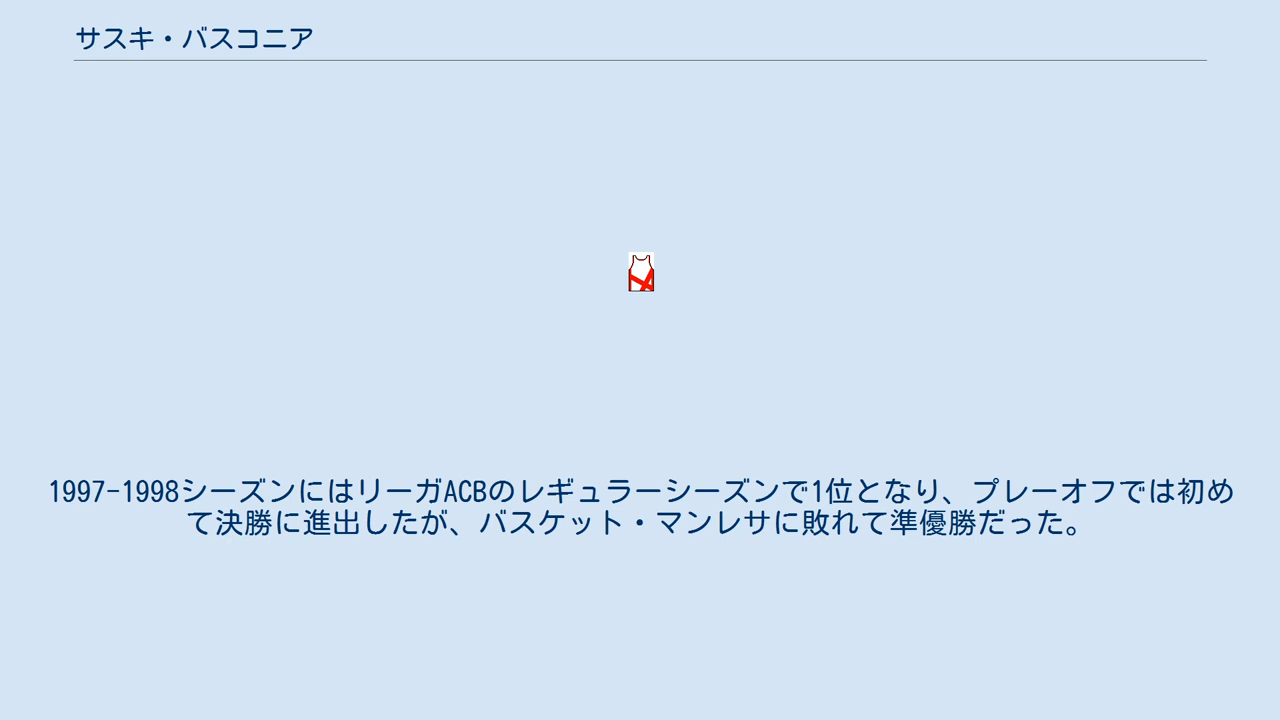 サスキ・バスコニア
1997-1998シーズンにはリーガACBのレギュラーシーズンで1位となり、プレーオフでは初め
て決勝に進出したが、バスケット・マンレサに敗れて準優勝だった。